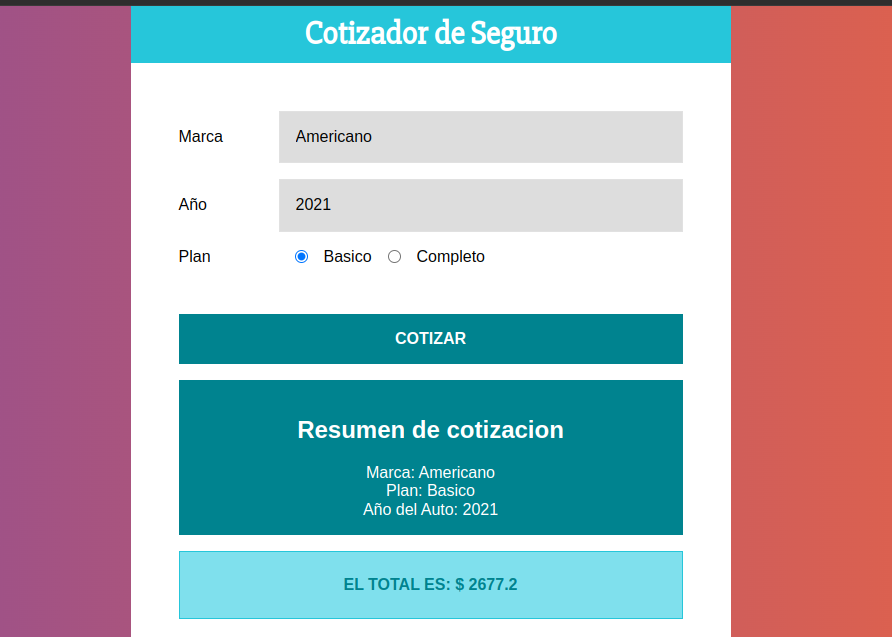 Cotizador de Seguro
Marca
Americano
Año
2021
Plan
Basico
Completo
COTIZAR
Resumen de cotizacion
Marca: Americano
Plan: Basico
Año del Auto: 2021
EL TOTAL ES: $ 2677.2